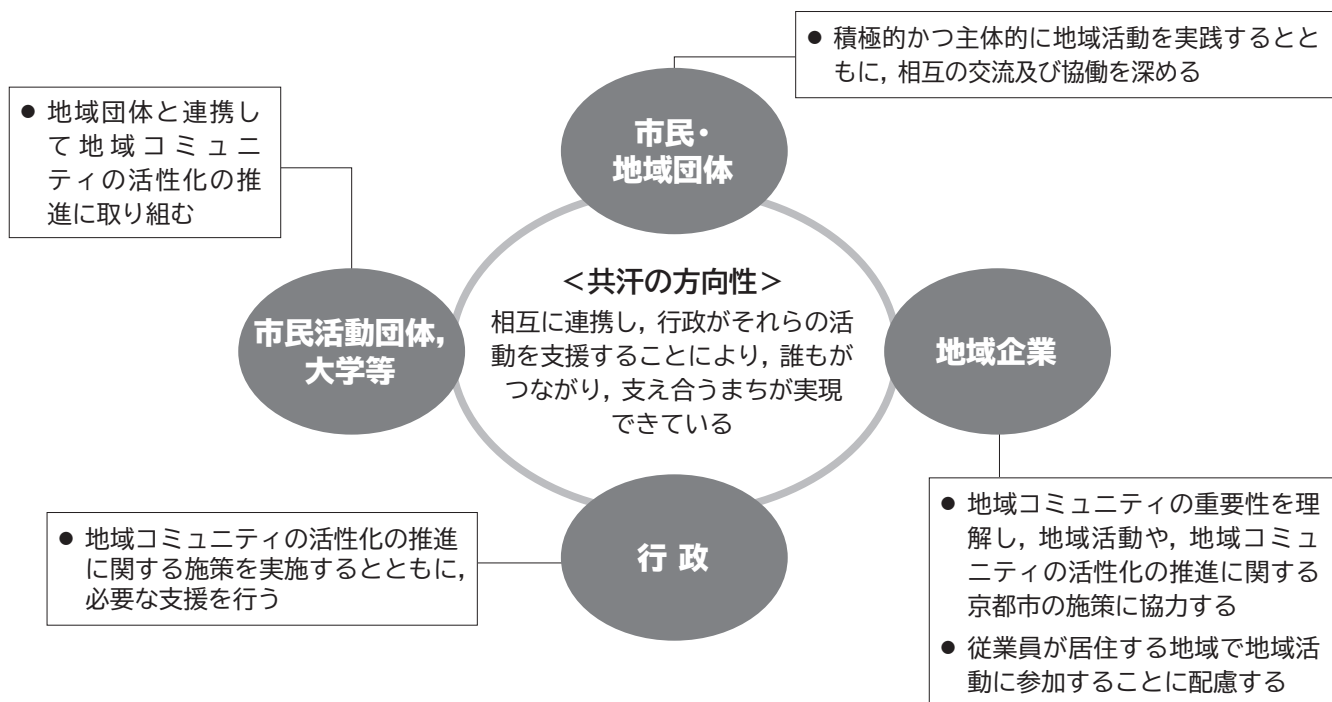 ● 積極的かつ主体的に地域活動を実践するとと
もに, 相互の交流及び協働を深める
市民・
地域団体
● 地域団体と連携し
て地域コミュニ
ティの活性化の推
進に取り組む
市民活動団体,
大学等
<共汗の方向性>
相互に連携し, 行政がそれらの活
動を支援することにより, 誰もが
つながり, 支え合うまちが実現
できている
地域企業
● 地域コミュニティの重要性を理
解し, 地域活動や, 地域コミュ
ニティの活性化の推進に関する
京都市の施策に協力する
● 従業員が居住する地域で地域活
動に参加することに配慮する
行 政
● 地域コミュニティの活性化の推進
に関する施策を実施するとともに,
必要な支援を行う